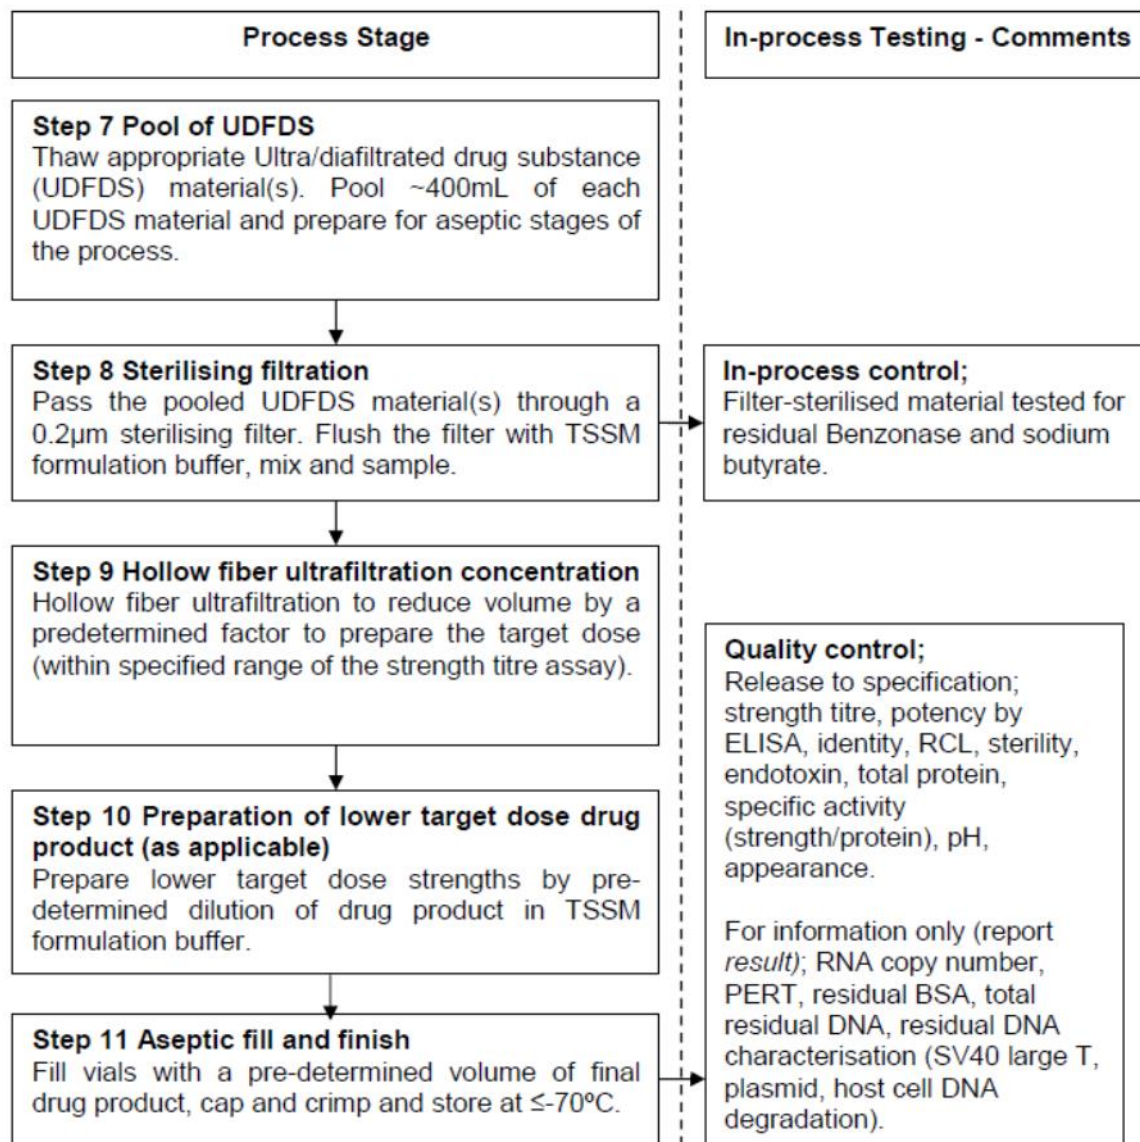 Process Stage
In-process Testing - Comments
Step 7 Pool of UDFDS
Thaw appropriate Ultra/diafiltrated drug substance
(UDFDS) material(s). Pool ~400mL of each
UDFDS material and prepare for aseptic stages of
the process.
Step 8 Sterilising filtration
Pass the pooled UDFDS material(s) through a
0.2µm sterilising filter. Flush the filter with TSSM
formulation buffer, mix and sample.
In-process control;
Filter-sterilised material tested for
residual Benzonase and sodium
butyrate.
Step 9 Hollow fiber ultrafiltration concentration
Hollow fiber ultrafiltration to reduce volume by a
predetermined factor to prepare the target dose
(within specified range of the strength titre assay).
Step 10 Preparation of lower target dose drug
product (as applicable)
Prepare lower target dose strengths by pre-
determined dilution of drug product in TSSM
formulation buffer.
Step 11 Aseptic fill and finish
Fill vials with a pre-determined volume of final
drug product, cap and crimp and store at ≤-70ºC.
Quality control;
Release to specification;
strength titre, potency by
ELISA, identity, RCL, sterility,
endotoxin, total protein,
specific activity
(strength/protein), pH,
appearance.
For information only (report
result); RNA copy number,
PERT, residual BSA, total
residual DNA, residual DNA
characterisation (SV40 large T,
plasmid, host cell DNA
degradation).